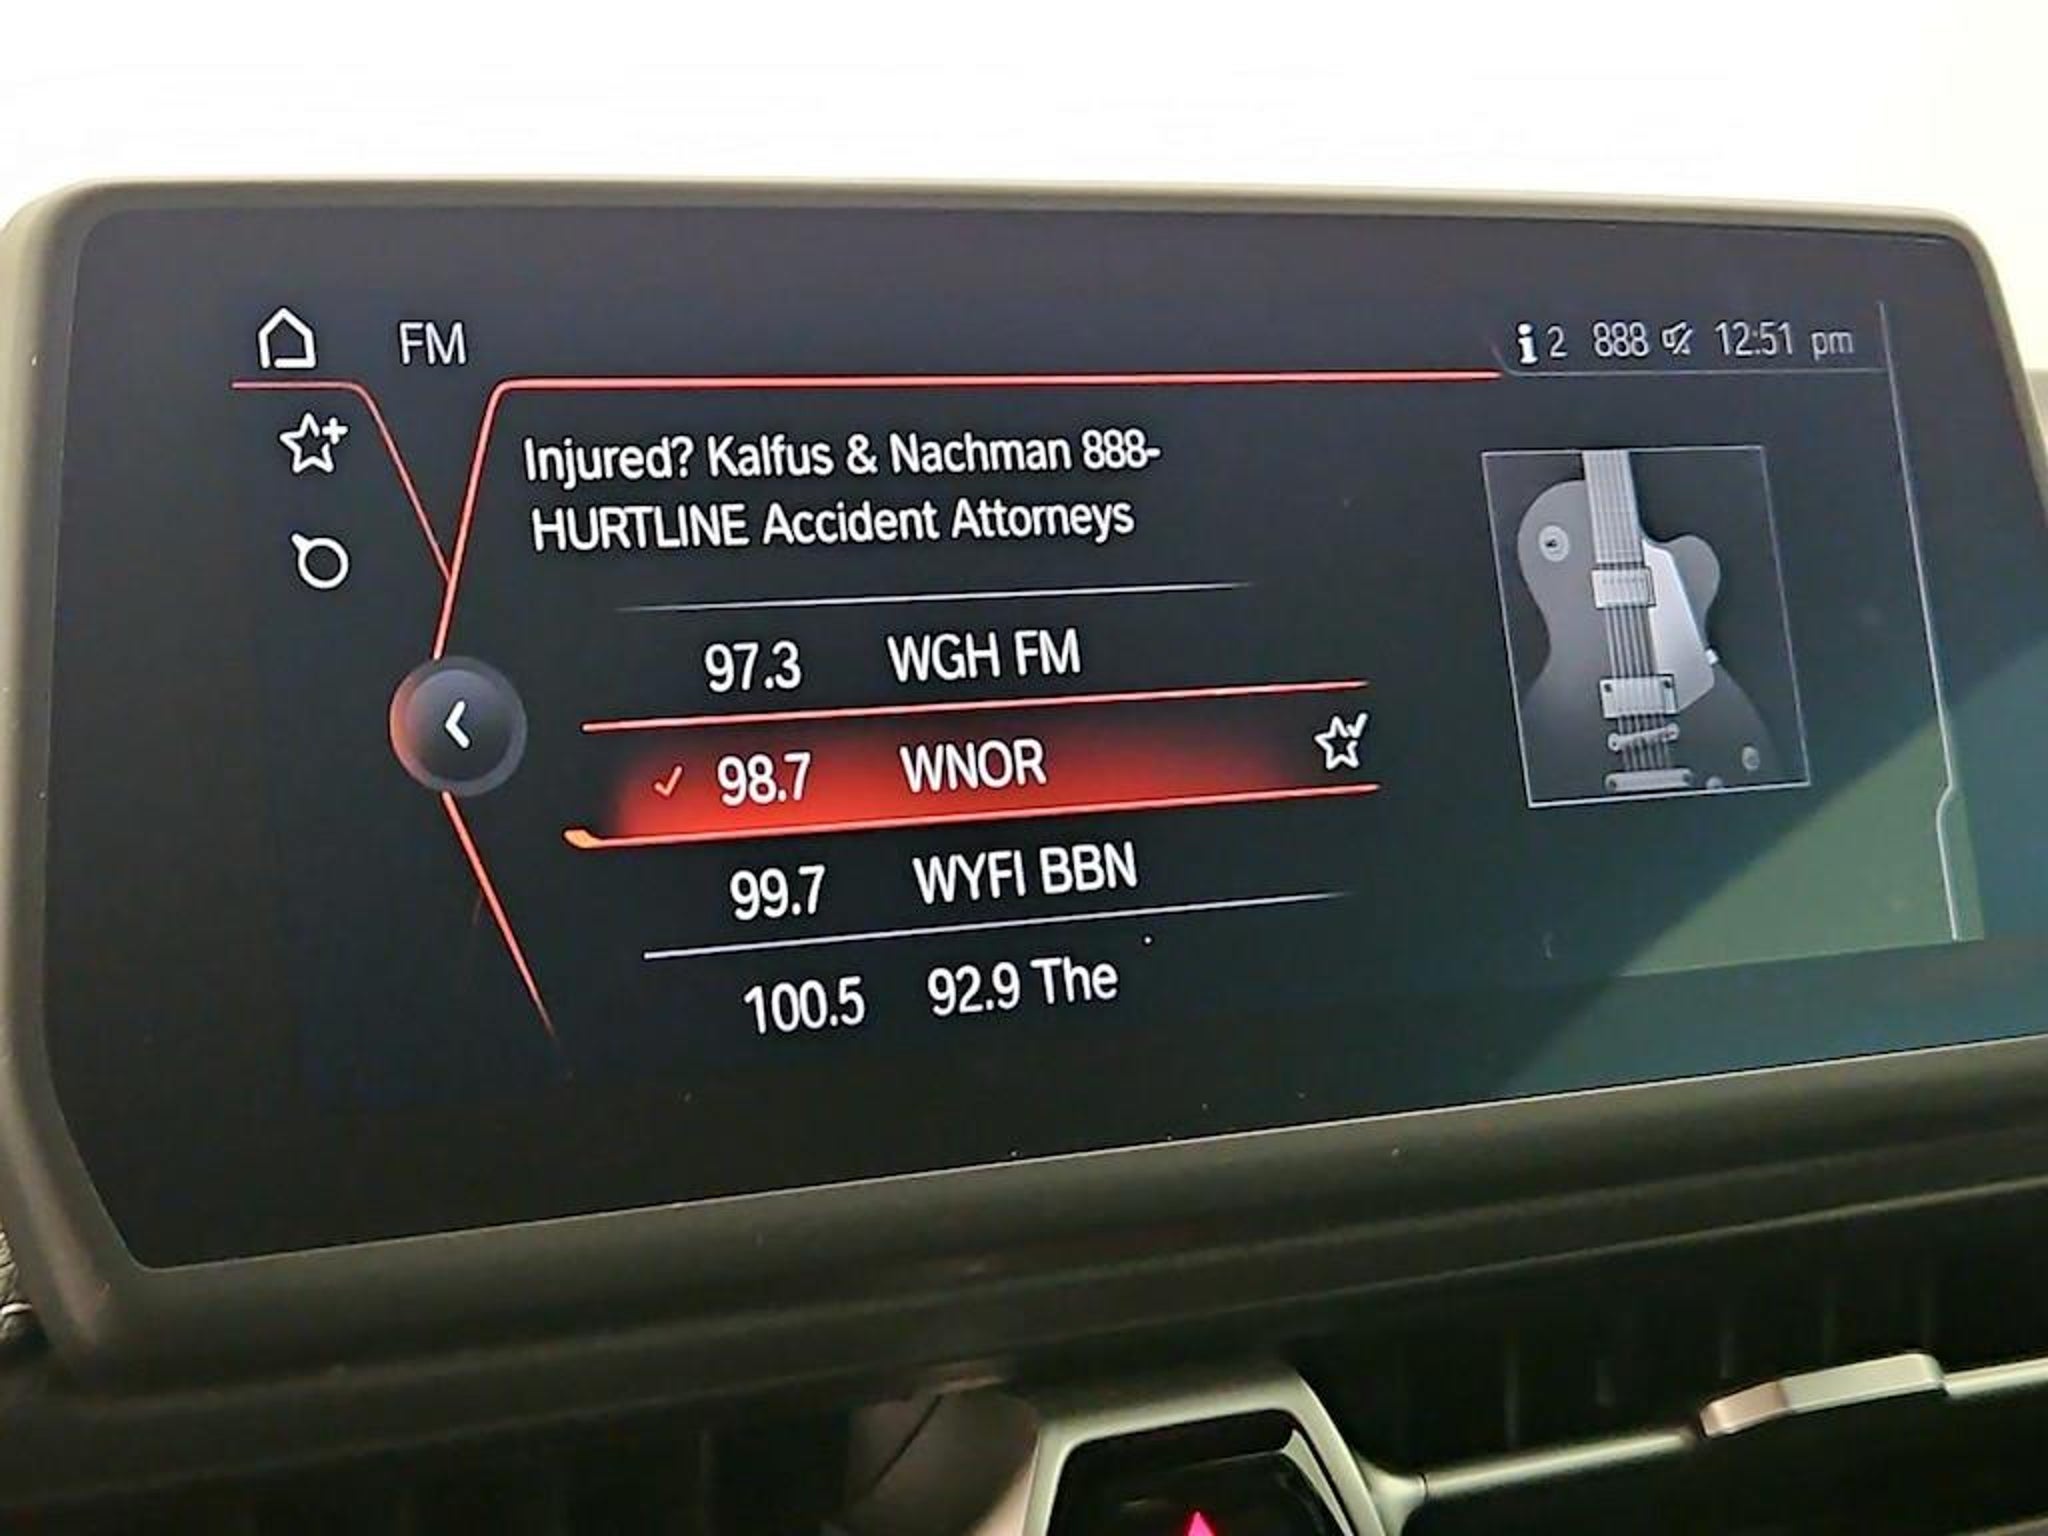 FM
2 888 12:51 pm
Injured? Kalfus & Nachman 888-
HURTLINE Accident Attorneys
97.3 WGH FM
98.7 WNOR
99.7 WYFI BBN
100.5 92.9 The